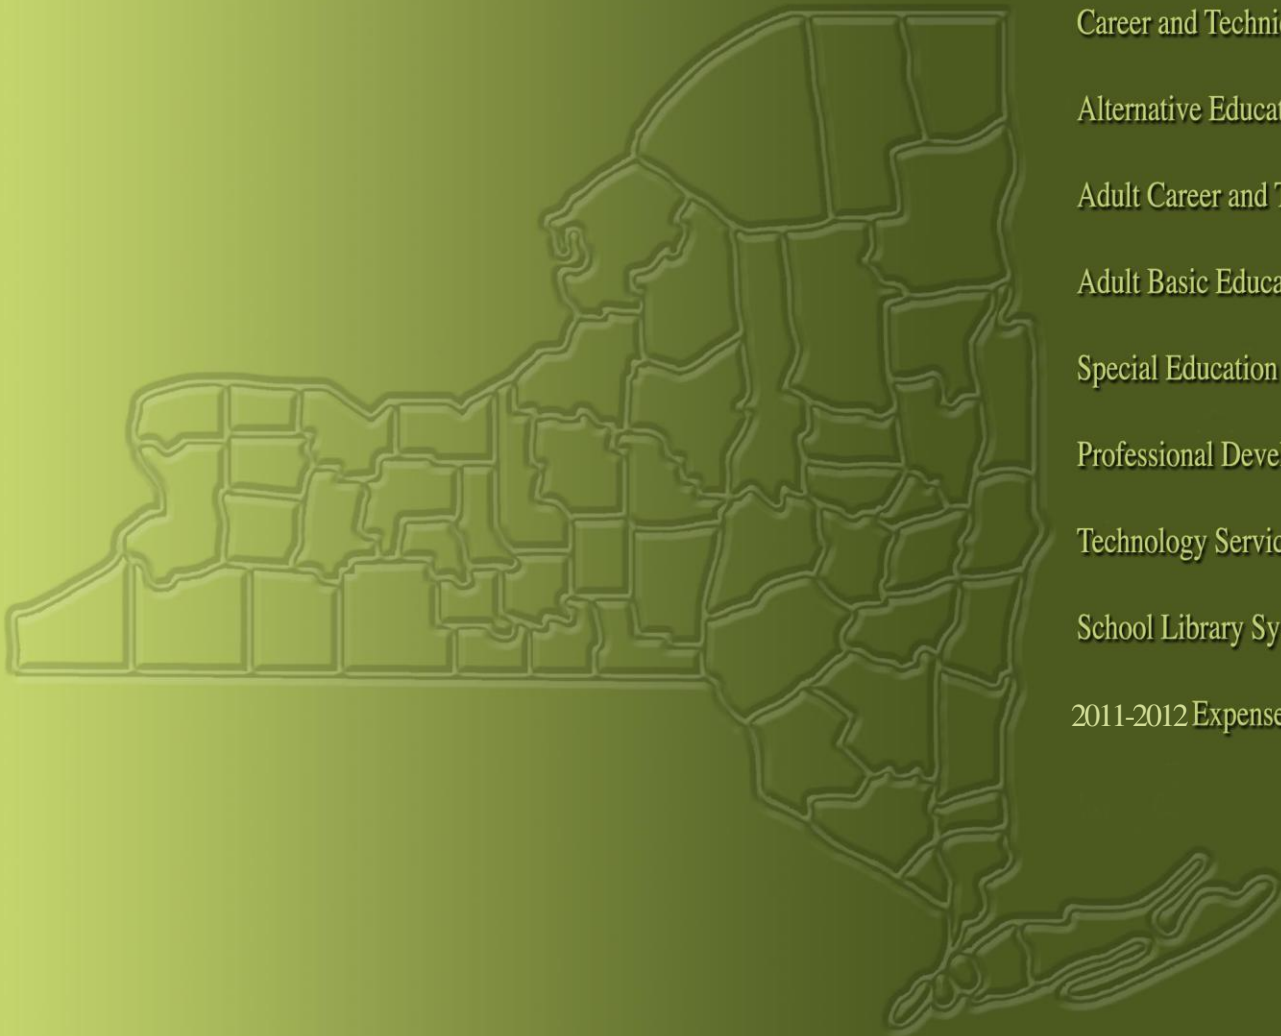 Career and Techni
Alternative Educat
Adult Career and T
Adult Basic Educa
Special Education
Professional Deve
Technology Servic
School Library Sy
2011-2012 Expense